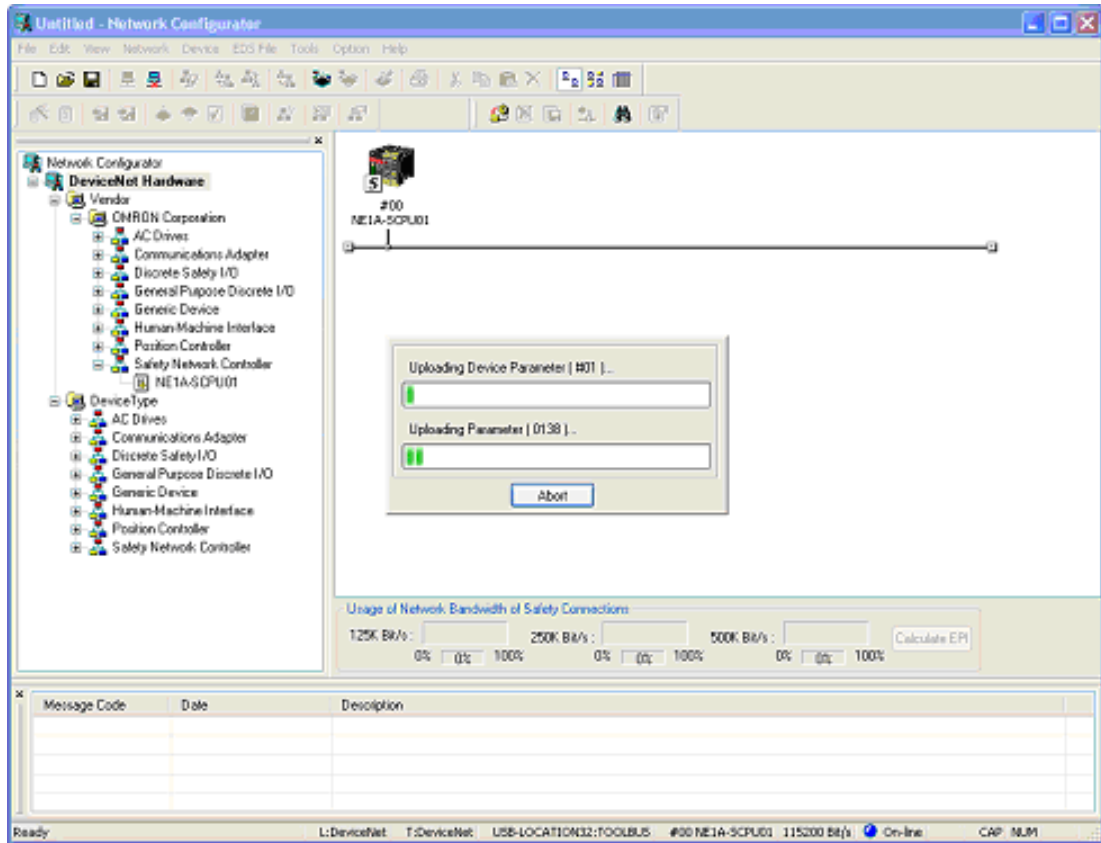 Untitled - Network Configurator
File Edit View Network Device EDS File Tools Option Help
Network Configurator
DeviceNet Hardware
Vendor
OMRON Corporation
AC Drives
Communications Adapter
Discrete Safety I/O
General Purpose Discrete I/O
Generic Device
Human-Machine Interface
Position Controller
Safety Network Controller
NE1A-SCPU01
DeviceType
AC Drives
Communications Adapter
Discrete Safety I/O
General Purpose Discrete I/O
Generic Device
Human-Machine Interface
Position Controller
Safety Network Controller
S
#00
NE1A-SCPU01
Uploading Device Parameter ( #01 )...
Uploading Parameter ( 0138 )...
Abort
Usage of Network Bandwidth of Safety Connections
125K Bit/s : 250K Bit/s : 500K Bit/s : Calculate EPI
0% 0% 100% 0% 0% 100% 0% 0% 100%
Message Code Date Description
Ready L:DeviceNet T:DeviceNet USB-LOCATION32:TOOLBUS #00 NE1A-SCPU01 115200 Bit/s On-line CAP NUM